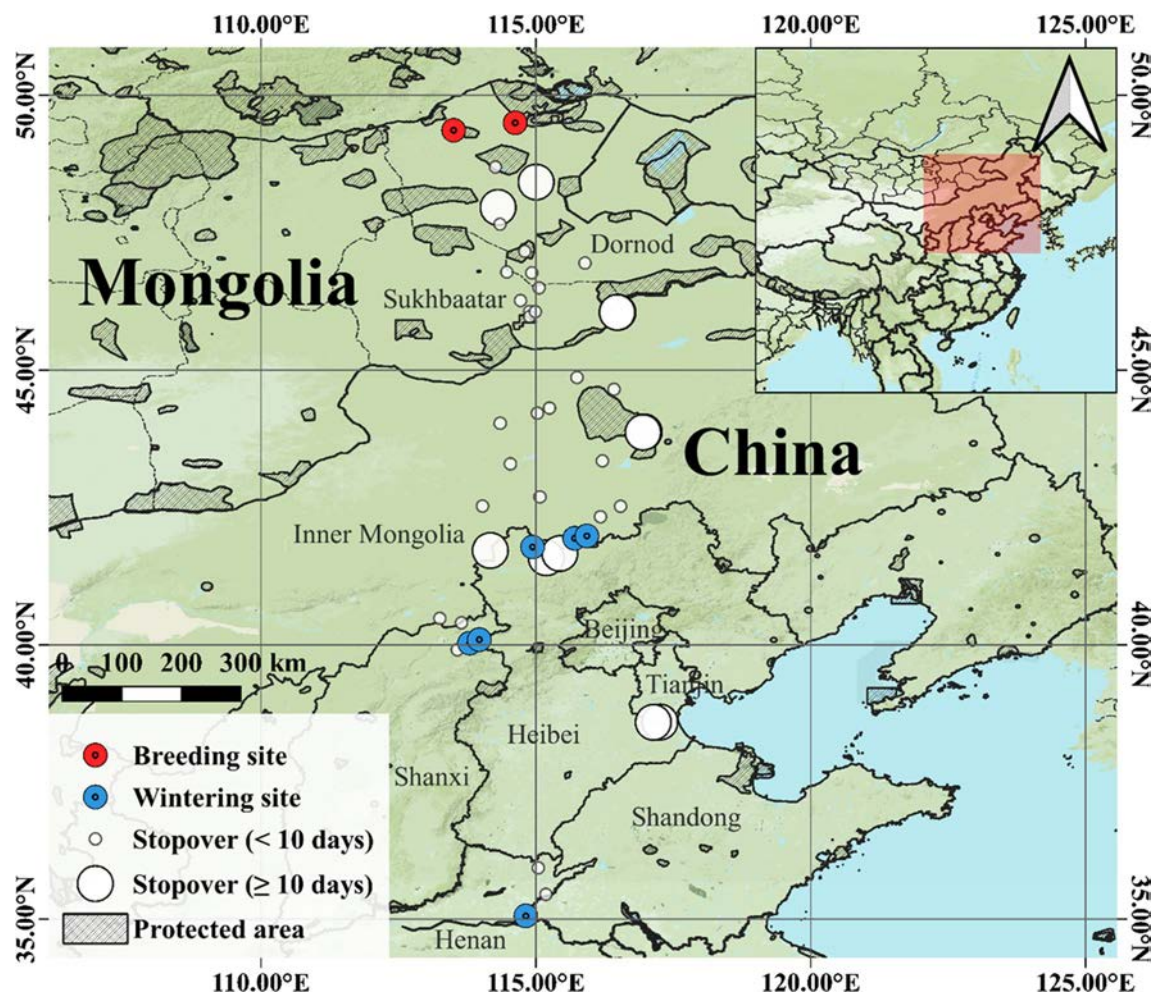 110.00°E 115.00°E 120.00°E 125.00°E
50.00°N
50.00°N
Dornod
Mongolia
Sukhbaatar
45.00°N
45.00°N
China
Inner Mongolia
40.00°N
40.00°N
Beijing
0 100 200 300 km
Tianjin
Heibei
Breeding site
Shanxi
Wintering site
Shandong
Stopover (< 10 days)
Stopover (≥ 10 days)
Protected area
35.00°N
35.00°N
Henan
110.00°E 115.00°E 120.00°E 125.00°E